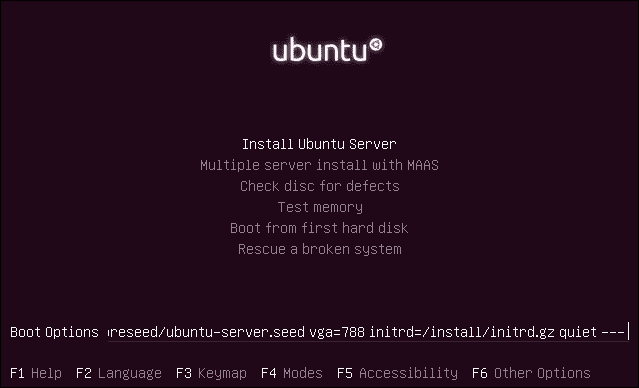 ubuntu
Install Ubuntu Server
Multiple server install with MAAS
Check disc for defects
Test memory
Boot from first hard disk
Rescue a broken system
Boot Options reseed/ubuntu-server.seed vga=788 initrd=/install/initrd.gz quiet ---
F1 Help F2 Language F3 Keymap F4 Modes F5 Accessibility F6 Other Options